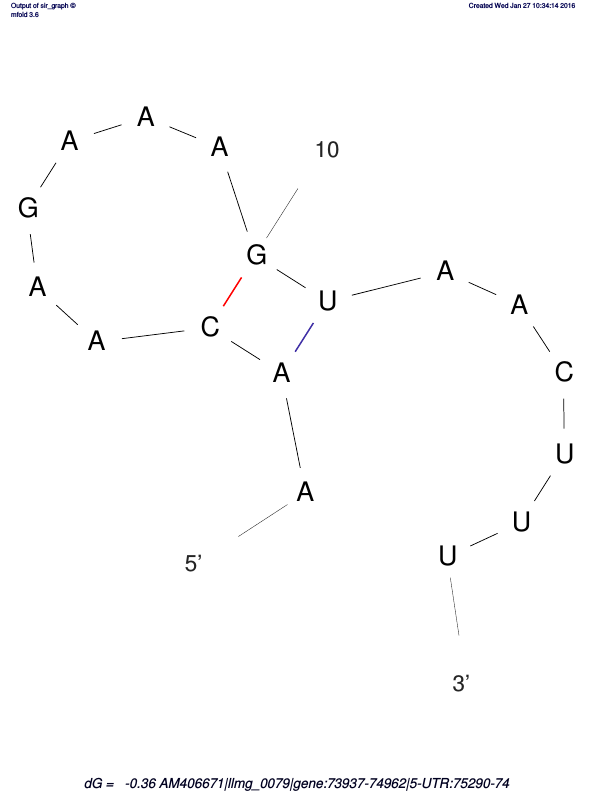 Output of sir_graph ©
mfold 3.6
Created Wed Jan 27 10:34:14 2016
A
A
A
10
G
G
U
A
A
A
C
A
A
C
U
A
U
U
5’
3’
dG = -0.36 AM406671|llmg_0079|gene:73937-74962|5-UTR:75290-74